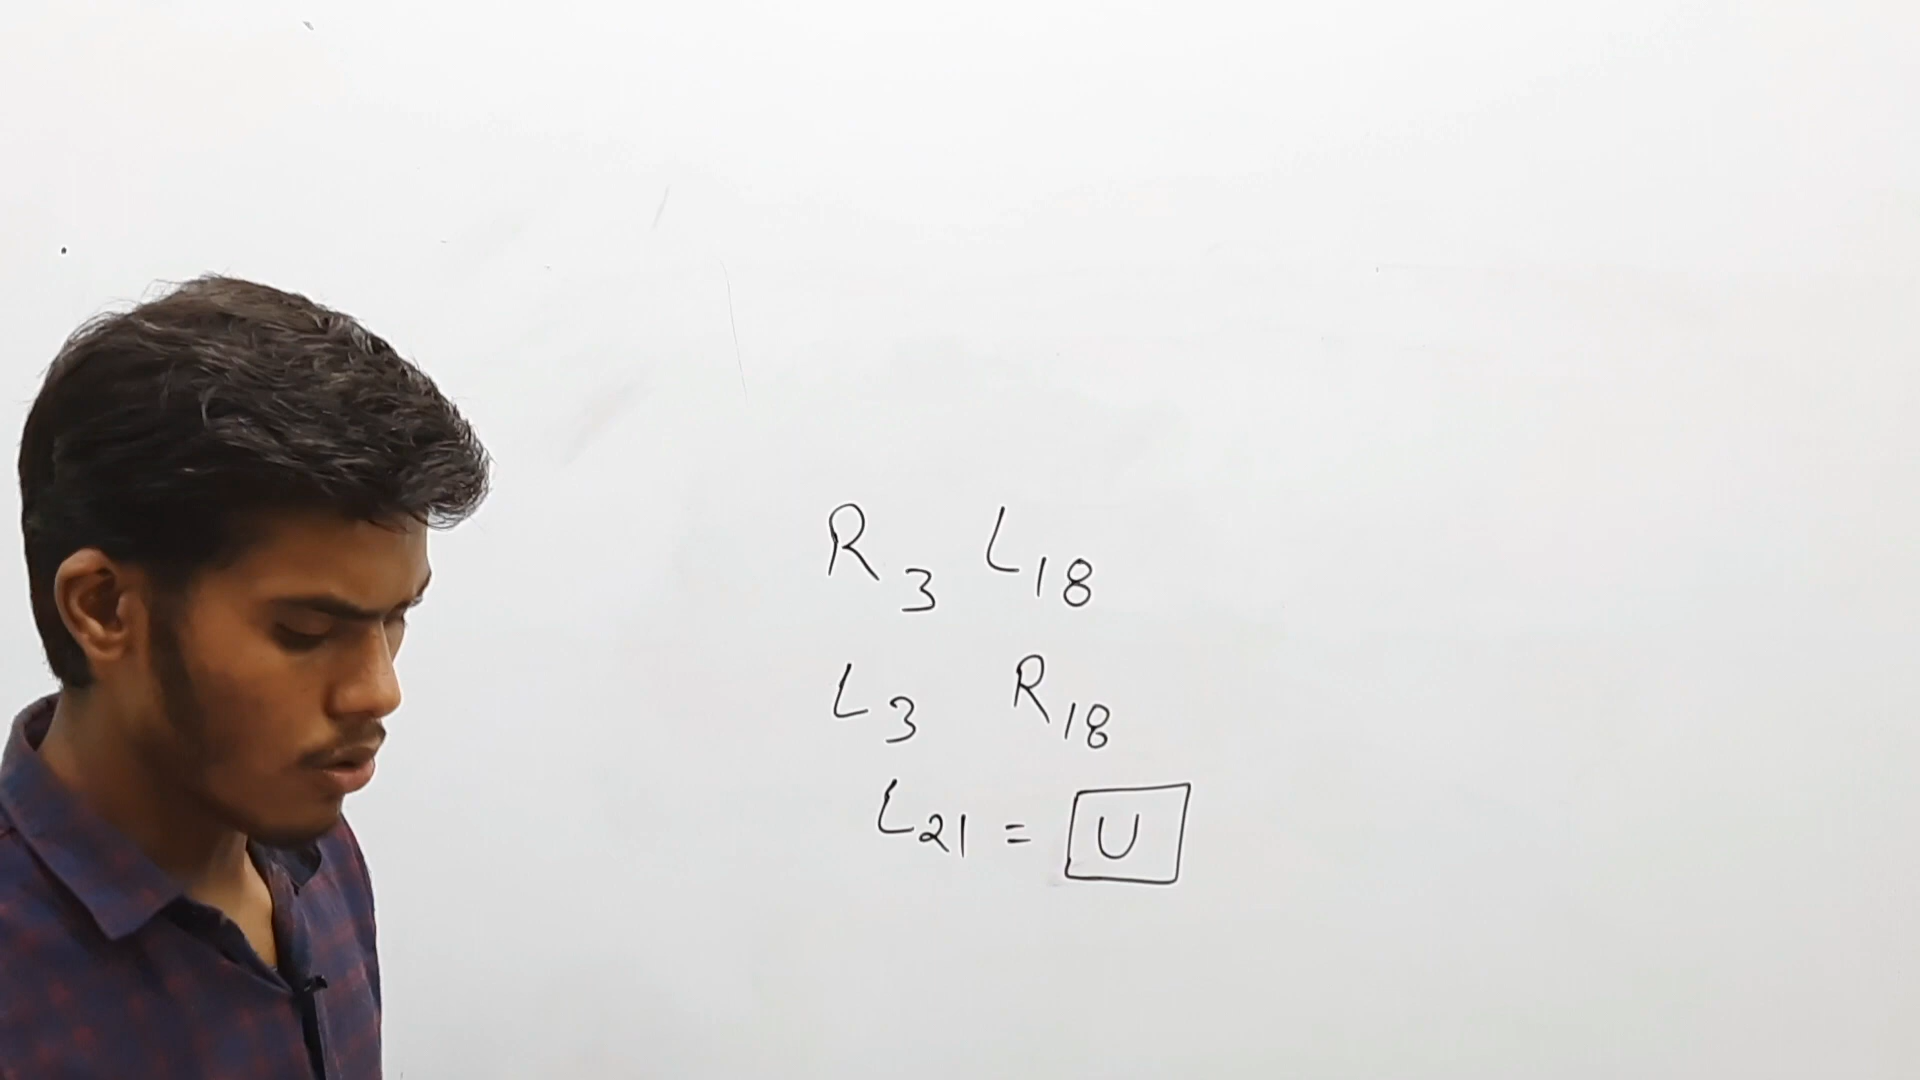 R₃ L₁₈
L₃ R₁₈
L₂₁ = U